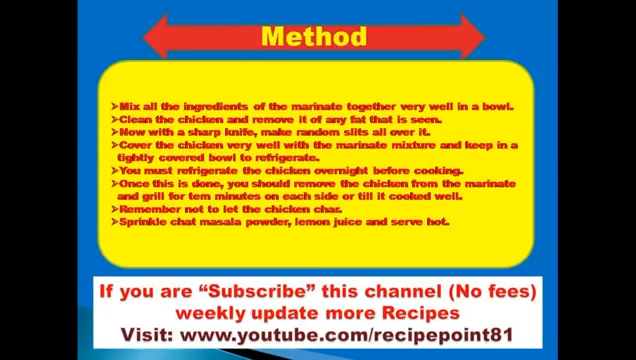 Method
➢Mix all the ingredients of the marinate together very well in a bowl.
➢Clean the chicken and remove it of any fat that is seen.
➢Now with a sharp knife, make random slits all over it.
➢Cover the chicken very well with the marinate mixture and keep in a
tightly covered bowl to refrigerate.
➢You must refrigerate the chicken overnight before cooking.
➢Once this is done, you should remove the chicken from the marinate
and grill for tem minutes on each side or till it cooked well.
➢Remember not to let the chicken char.
➢Sprinkle chat masala powder, lemon juice and serve hot.
If you are “Subscribe” this channel (No fees)
weekly update more Recipes
Visit: www.youtube.com/recipepoint81